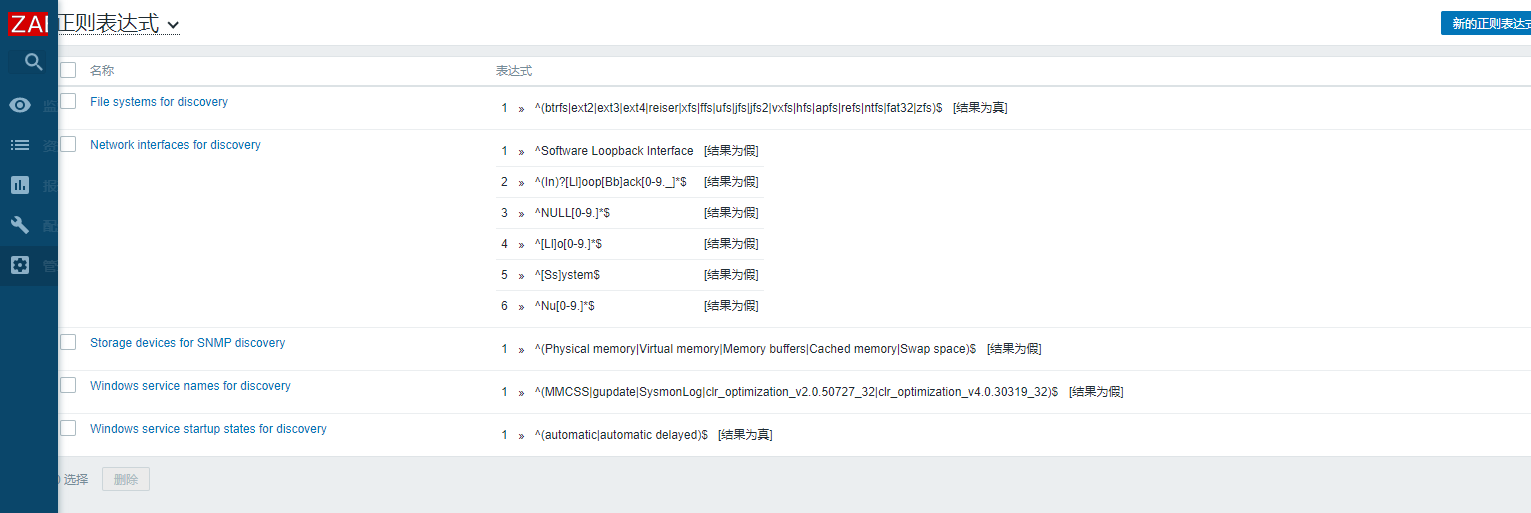 ZAB
正则表达式
新的正则表达式
名称 表达式
File systems for discovery 1 » ^(btrfs|ext2|ext3|ext4|reiser|xfs|ffs|ufs|jfs|jfs2|vxfs|hfs|apfs|refs|ntfs|fat32|zfs)$ [结果为真]
Network interfaces for discovery 1 » ^Software Loopback Interface [结果为假]
2 » ^(In)?[Ll]oop[Bb]ack[0-9._]*$ [结果为假]
3 » ^NULL[0-9.]*$ [结果为假]
4 » ^[Ll]o[0-9.]*$ [结果为假]
5 » ^[Ss]ystem$ [结果为假]
6 » ^Nu[0-9.]*$ [结果为假]
Storage devices for SNMP discovery 1 » ^(Physical memory|Virtual memory|Memory buffers|Cached memory|Swap space)$ [结果为假]
Windows service names for discovery 1 » ^(MMCSS|gupdate|SysmonLog|clr_optimization_v2.0.50727_32|clr_optimization_v4.0.30319_32)$ [结果为假]
Windows service startup states for discovery 1 » ^(automatic|automatic delayed)$ [结果为真]
选择 删除
监
资
报
配
管